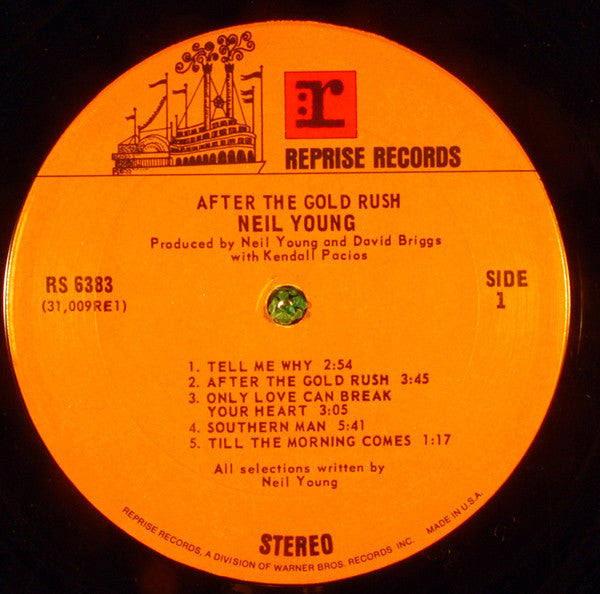 r
REPRISE RECORDS
AFTER THE GOLD RUSH
NEIL YOUNG
Produced by Neil Young and David Briggs
with Kendall Pacios
RS 6383
(31,009RE1)
SIDE
1
1. TELL ME WHY 2:54
2. AFTER THE GOLD RUSH 3:45
3. ONLY LOVE CAN BREAK
YOUR HEART 3:05
4. SOUTHERN MAN 5:41
5. TILL THE MORNING COMES 1:17
All selections written by
Neil Young
STEREO
REPRISE RECORDS, A DIVISION OF WARNER BROS. RECORDS INC. MADE IN U.S.A.